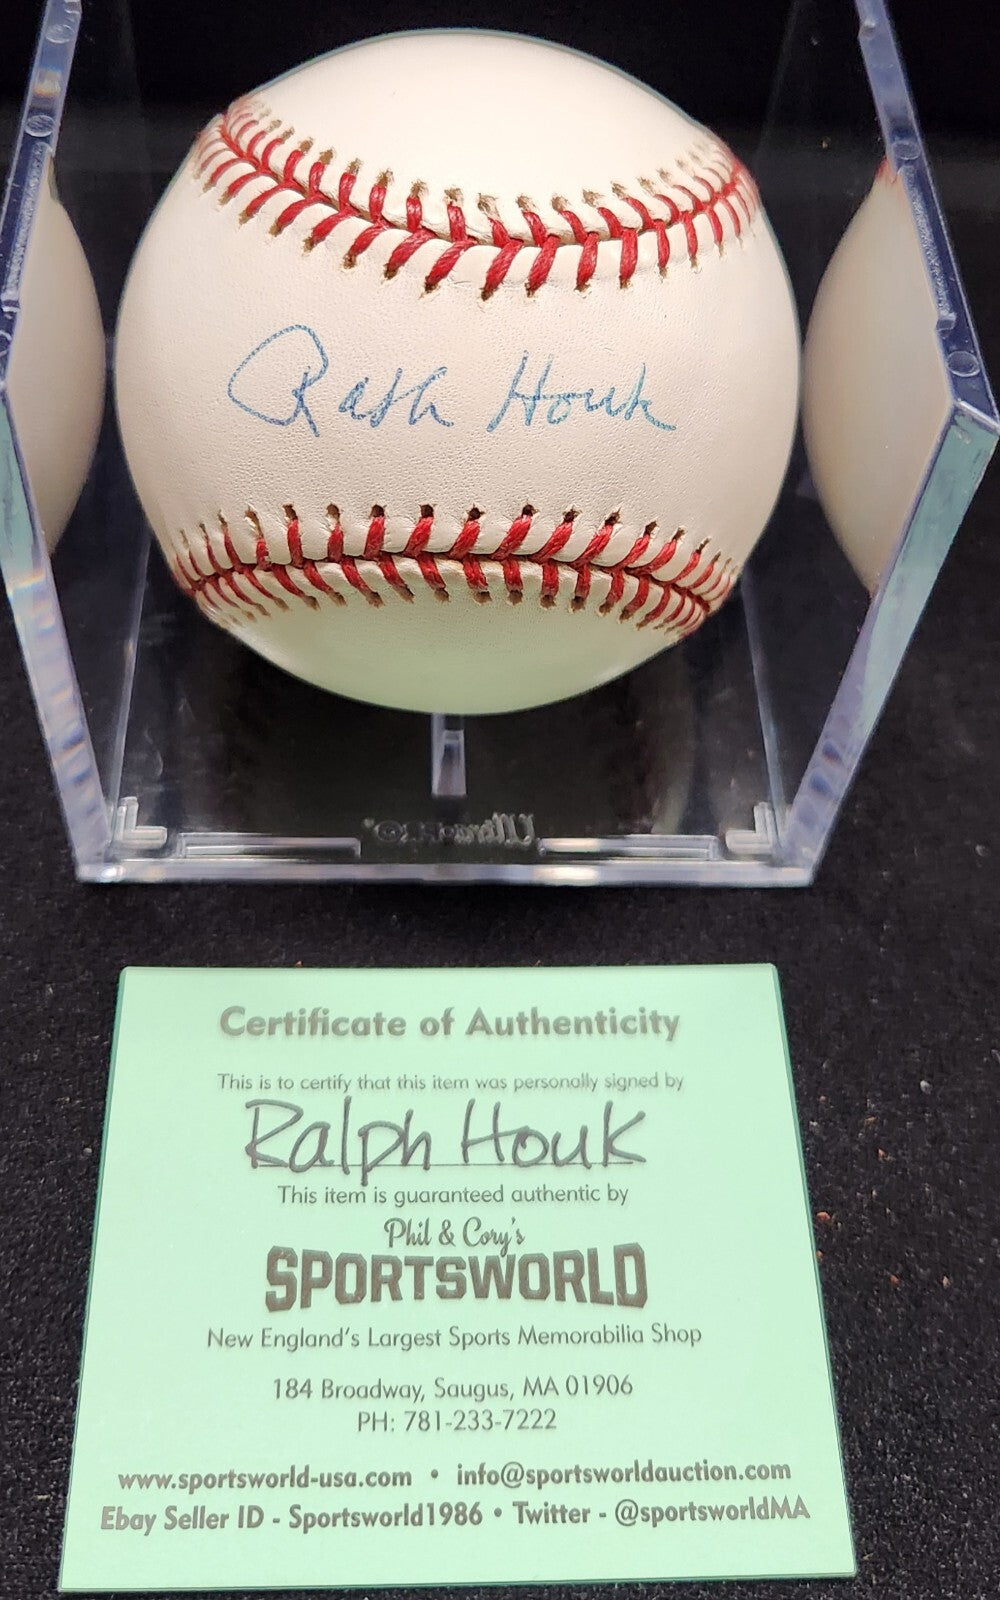 Ralph Houk
Certificate of Authenticity
This is to certify that this item was personally signed by
Ralph Houk
This item is guaranteed authentic by
Phil & Cory's
SPORTSWORLD
New England's Largest Sports Memorabilia Shop
184 Broadway, Saugus, MA 01906
PH: 781-233-7222
www.sportsworld-usa.com • info@sportsworldauction.com
Ebay Seller ID - Sportsworld1986 • Twitter - @sportsworldMA